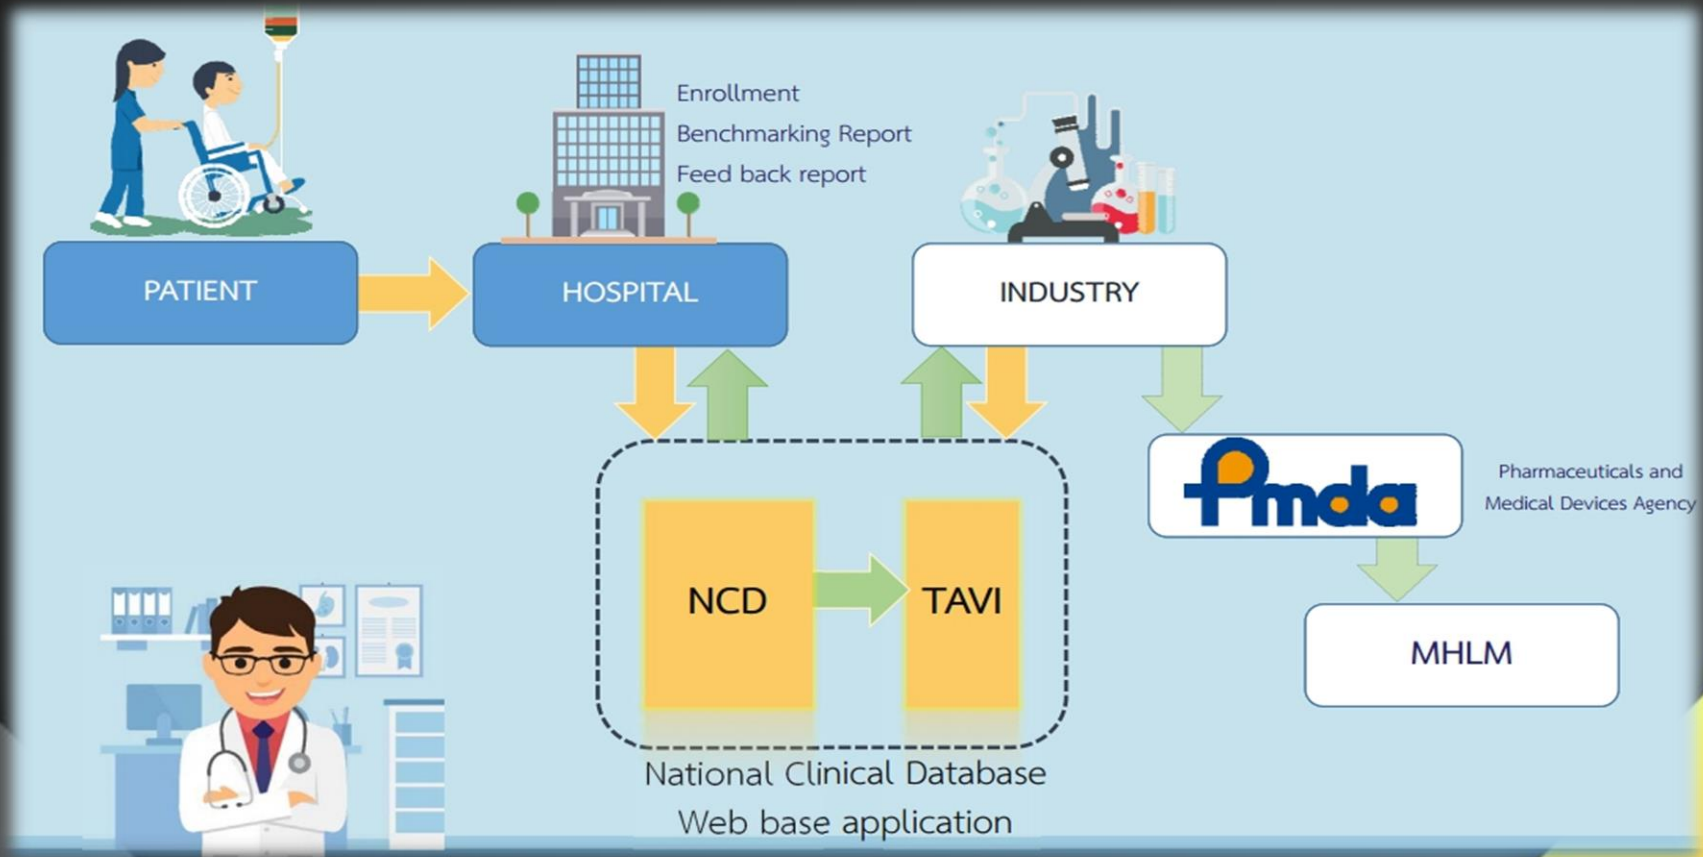 Enrollment
Benchmarking Report
Feed back report
PATIENT
HOSPITAL
INDUSTRY
Pmda
Pharmaceuticals and
Medical Devices Agency
NCD
TAVI
MHLM
National Clinical Database
Web base application